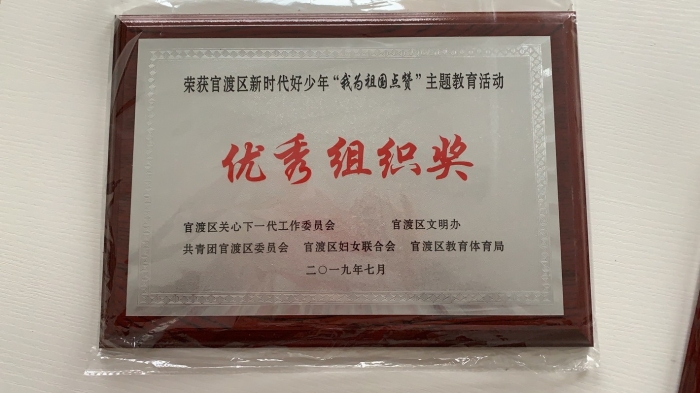 荣获官渡区新时代好少年“我为祖国点赞”主题教育活动
优秀组织奖
官渡区关心下一代工作委员会 官渡区文明办
共青团官渡区委员会 官渡区妇女联合会 官渡区教育体育局
二〇一九年七月